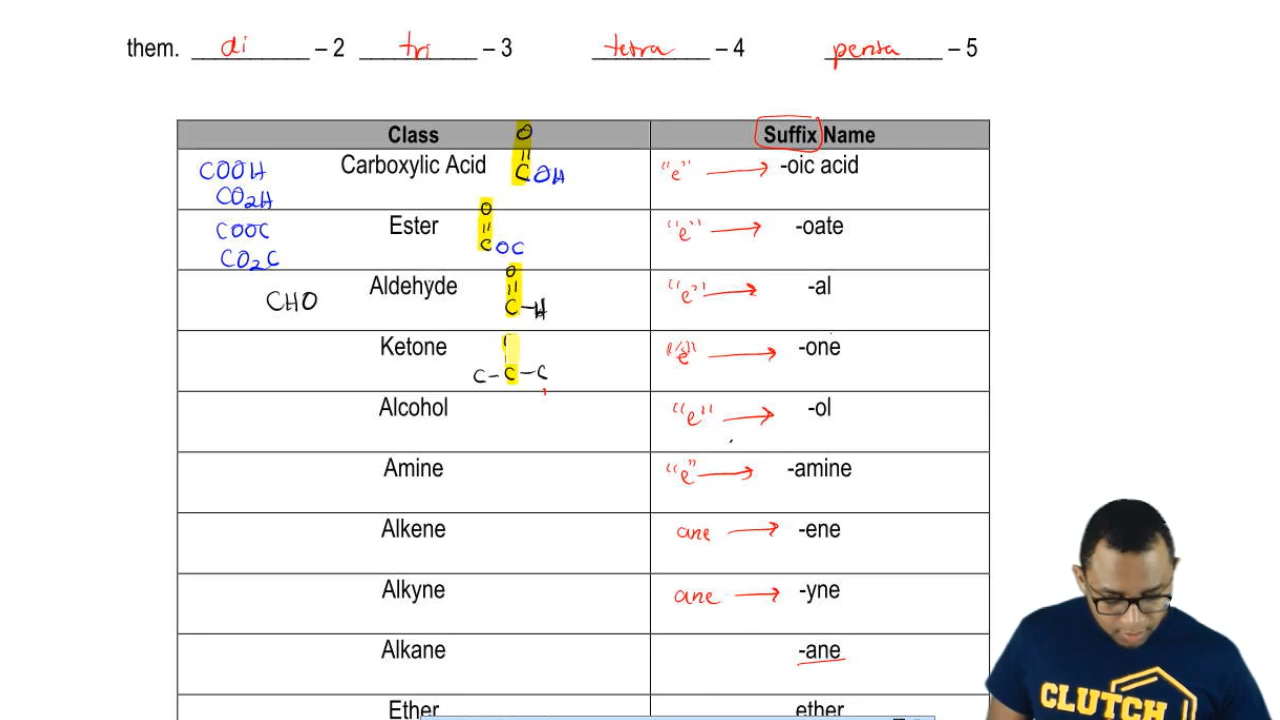 them. di – 2 tri – 3 tetra – 4 penta – 5
Class Suffix Name
O
COOH Carboxylic Acid C OH "e" → -oic acid
CO2H
O
COOC Ester C OC "e" → -oate
CO2C
O
CHO Aldehyde C–H "e" → -al
Ketone C–C–C "e" → -one
Alcohol "e" → -ol
Amine "e" → -amine
Alkene ane → -ene
Alkyne ane → -yne
Alkane -ane
Ether ether
CLUTCH